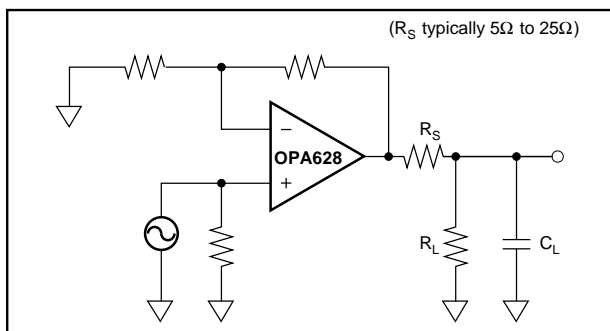 (R_S typically 5Ω to 25Ω)
R_S
−
OPA628
+
R_L
C_L